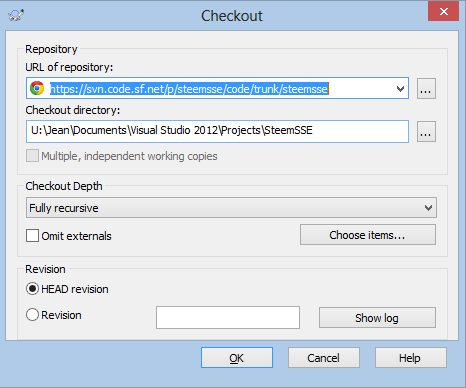 Checkout
Repository
URL of repository:
https://svn.code.sf.net/p/steemsse/code/trunk/steemsse
...
Checkout directory:
U:\Jean\Documents\Visual Studio 2012\Projects\SteemSSE
...
Multiple, independent working copies
Checkout Depth
Fully recursive
Omit externals
Choose items...
Revision
HEAD revision
Revision
Show log
OK
Cancel
Help